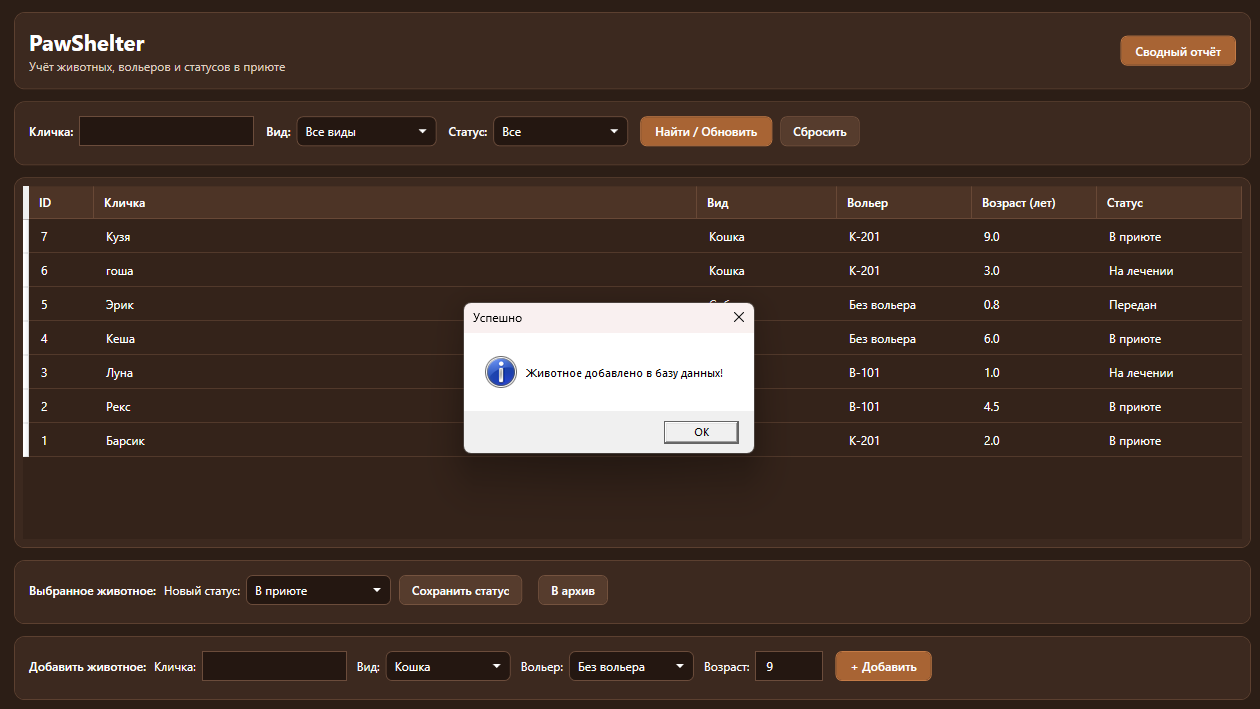 PawShelter
Учёт животных, вольеров и статусов в приюте
Сводный отчёт
Кличка: Вид: Все виды Статус: Все Найти / Обновить Сбросить
ID Кличка Вид Вольер Возраст (лет) Статус
7 Кузя Кошка К-201 9.0 В приюте
6 гоша Кошка К-201 3.0 На лечении
5 Эрик Без вольера 0.8 Передан
4 Кеша Без вольера 6.0 В приюте
3 Луна В-101 1.0 На лечении
2 Рекс В-101 4.5 В приюте
1 Барсик К-201 2.0 В приюте
Успешно
Животное добавлено в базу данных!
ОК
Выбранное животное: Новый статус: В приюте Сохранить статус В архив
Добавить животное: Кличка: Вид: Кошка Вольер: Без вольера Возраст: 9 + Добавить